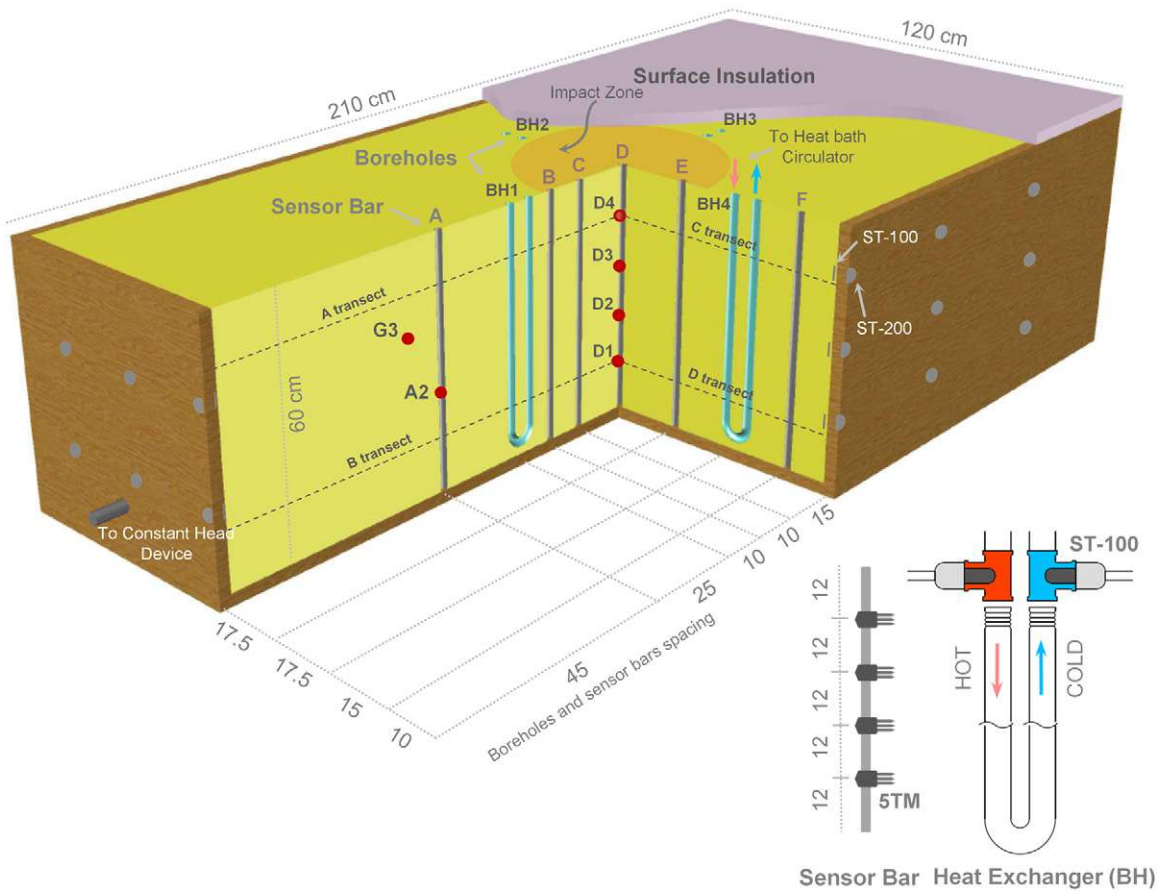 210 cm
120 cm
Surface Insulation
Impact Zone
BH2
BH3
Boreholes
To Heat bath
Circulator
D
C
B
E
BH1
BH4
F
Sensor Bar
A
D4
C transect
ST-100
D3
A transect
G3
D2
ST-200
D1
A2
D transect
60 cm
B transect
To Constant Head
Device
15
10
10
25
45
17.5
17.5
15
10
Boreholes and sensor bars spacing
12
12
12
12
12
5TM
Sensor Bar
ST-100
HOT
COLD
Heat Exchanger (BH)